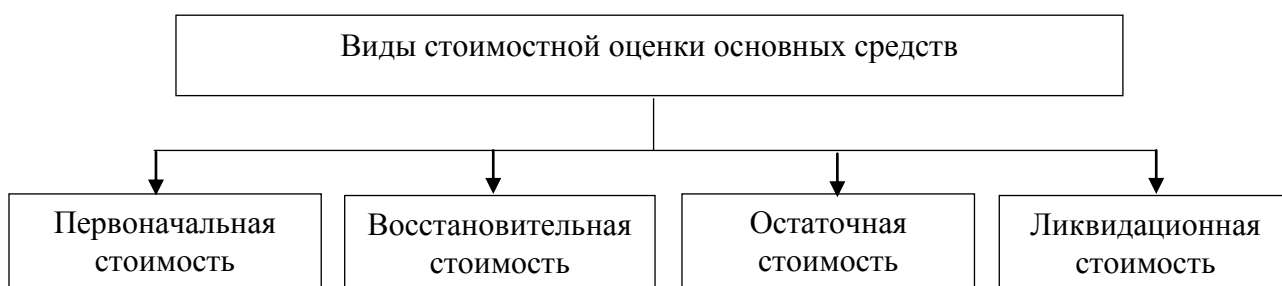 Виды стоимостной оценки основных средств
Первоначальная
стоимость
Восстановительная
стоимость
Остаточная
стоимость
Ликвидационная
стоимость